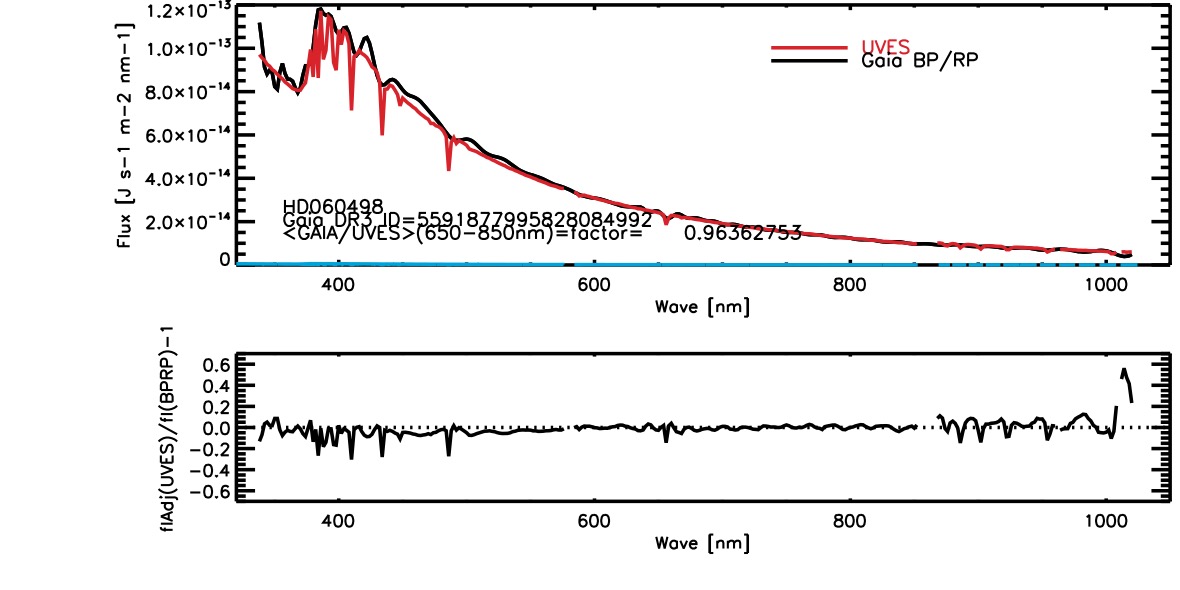 Flux [J s−1 m−2 nm−1]
1.2×10−13
1.0×10−13
8.0×10−14
6.0×10−14
4.0×10−14
2.0×10−14
0
UVES
Gaia BP/RP
HD060498
Gaia DR3 ID=5591877995828084992
<GAIA/UVES>(650−850nm)=factor= 0.96362753
400 600 800 1000
Wave [nm]
flAdj(UVES)/fl(BPRP)−1
0.6
0.4
0.2
0.0
−0.2
−0.4
−0.6
400 600 800 1000
Wave [nm]